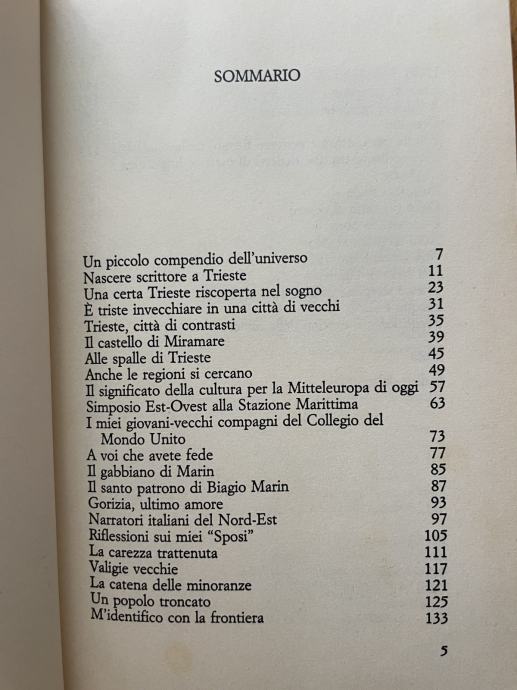 SOMMARIO
Un piccolo compendio dell'universo 7
Nascere scrittore a Trieste 11
Una certa Trieste riscoperta nel sogno 23
È triste invecchiare in una città di vecchi 31
Trieste, città di contrasti 35
Il castello di Miramare 39
Alle spalle di Trieste 45
Anche le regioni si cercano 49
Il significato della cultura per la Mitteleuropa di oggi 57
Simposio Est-Ovest alla Stazione Marittima 63
I miei giovani-vecchi compagni del Collegio del
Mondo Unito 73
A voi che avete fede 77
Il gabbiano di Marin 85
Il santo patrono di Biagio Marin 87
Gorizia, ultimo amore 93
Narratori italiani del Nord-Est 97
Riflessioni sui miei "Sposi" 105
La carezza trattenuta 111
Valigie vecchie 117
La catena delle minoranze 121
Un popolo troncato 125
M'identifico con la frontiera 133
5